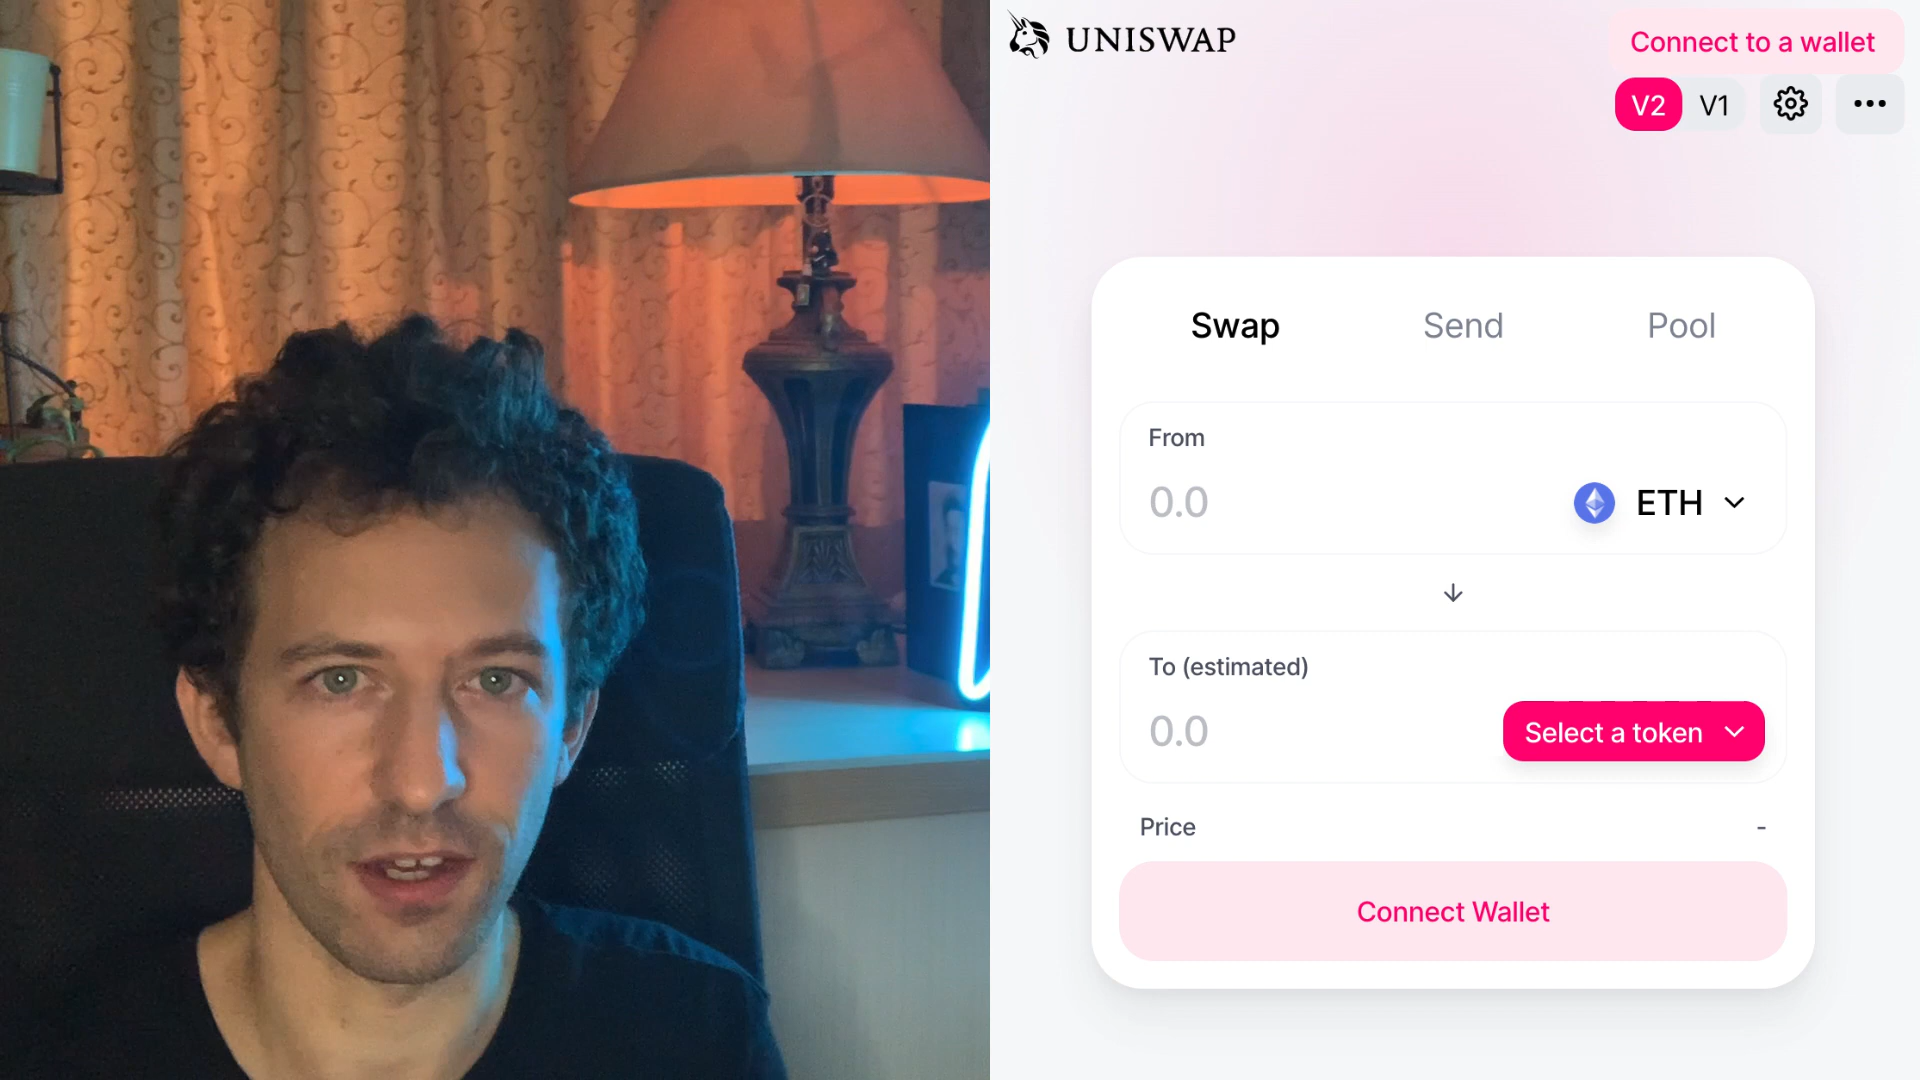 UNISWAP
Connect to a wallet
V2 V1
Swap Send Pool
From
0.0 ETH
To (estimated)
0.0 Select a token
Price -
Connect Wallet